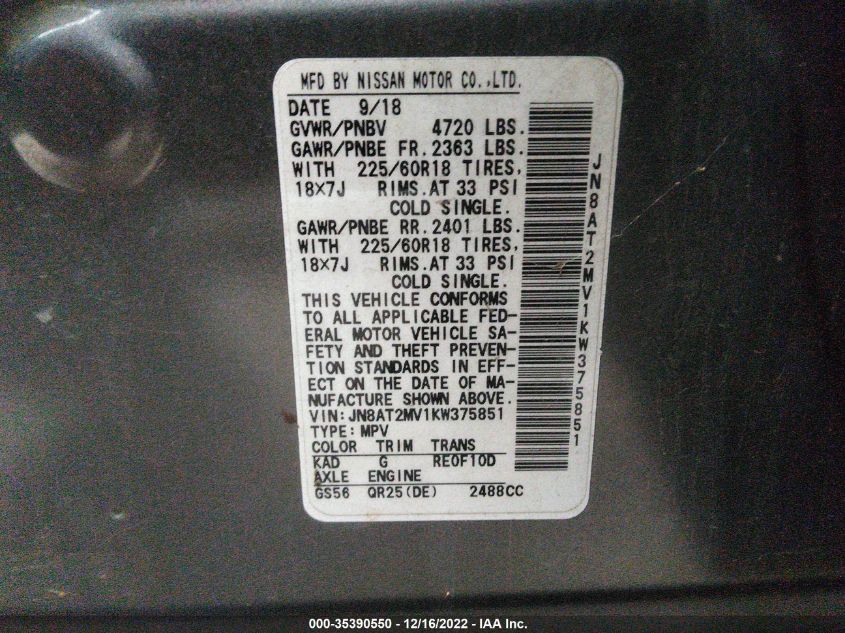 MFD BY NISSAN MOTOR CO.,LTD.
DATE 9/18
GVWR/PNBV 4720 LBS.
GAWR/PNBE FR.2363 LBS.
WITH 225/60R18 TIRES,
18×7J RIMS.AT 33 PSI
COLD SINGLE.
GAWR/PNBE RR.2401 LBS.
WITH 225/60R18 TIRES,
18×7J RIMS.AT 33 PSI
COLD SINGLE.
THIS VEHICLE CONFORMS
TO ALL APPLICABLE FED-
ERAL MOTOR VEHICLE SA-
FETY AND THEFT PREVEN-
TION STANDARDS IN EFF-
ECT ON THE DATE OF MA-
NUFACTURE SHOWN ABOVE.
VIN:JN8AT2MV1KW375851
TYPE:MPV
COLOR TRIM TRANS
KAD G RE0F10D
AXLE ENGINE
GS56 QR25(DE) 2488CC
JN8AT2MV1KW375851
000-35390550 - 12/16/2022 - IAA Inc.